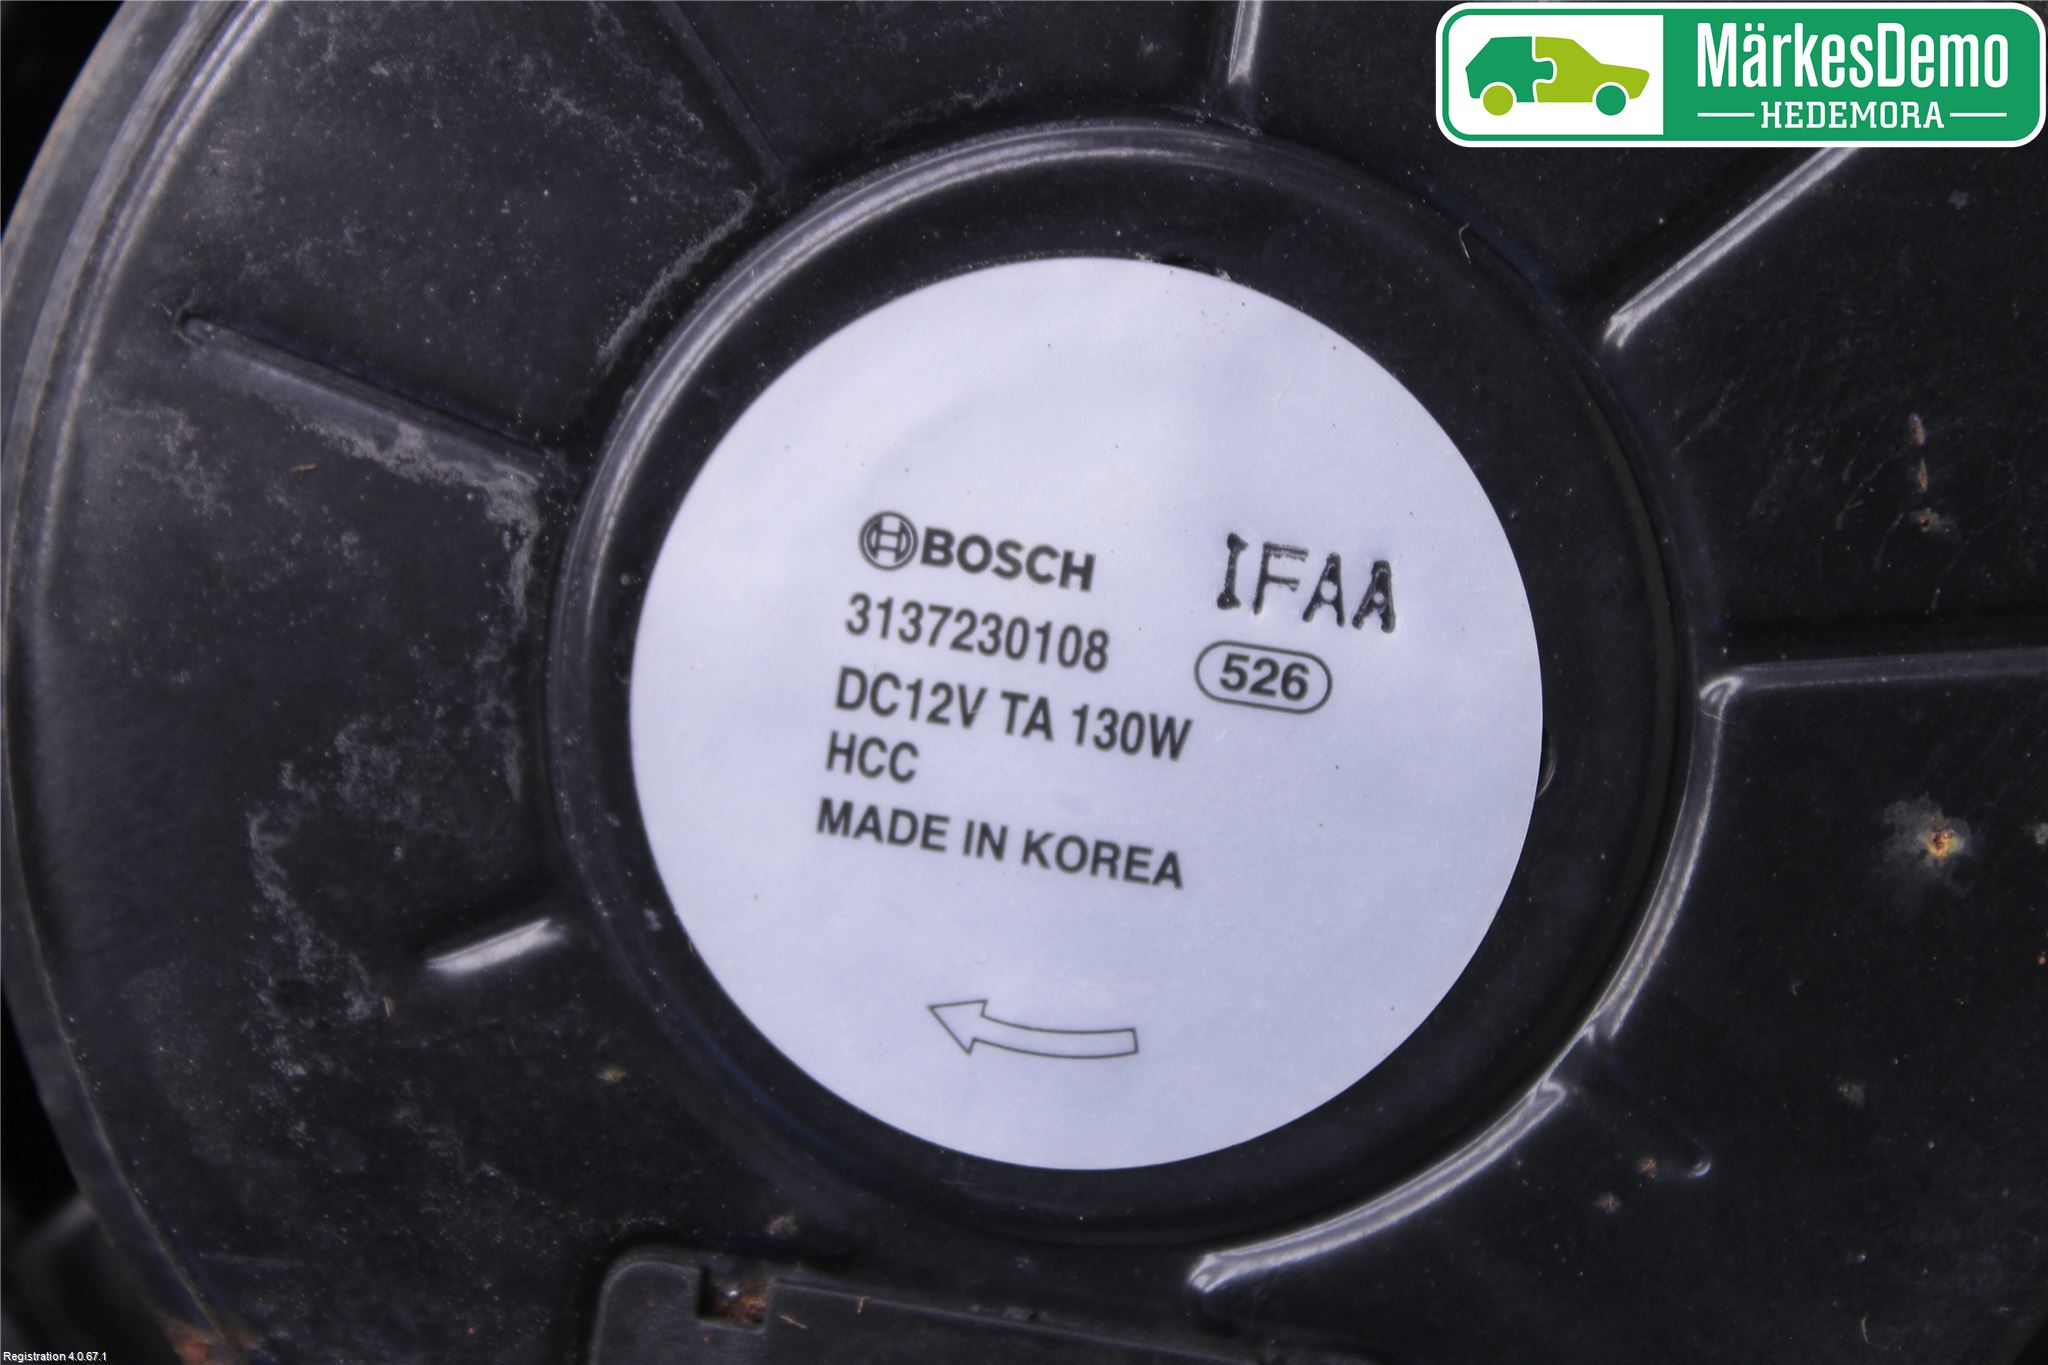 MärkesDemo
HEDEMORA
BOSCH
IFAA
3137230108
526
DC12V TA 130W
HCC
MADE IN KOREA
Registration 4.0.67.1